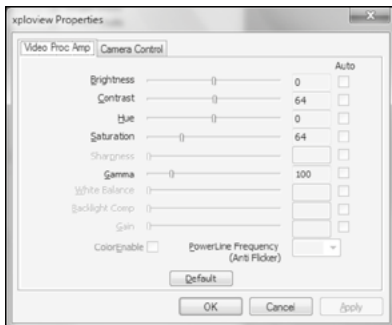 xploview Properties
Video Proc Amp Camera Control
Auto
Brightness 0
Contrast 64
Hue 0
Saturation 64
Sharpness
Gamma 100
White Balance
Backlight Comp
Gain
ColorEnable PowerLine Frequency
(Anti Flicker)
Default
OK Cancel Apply